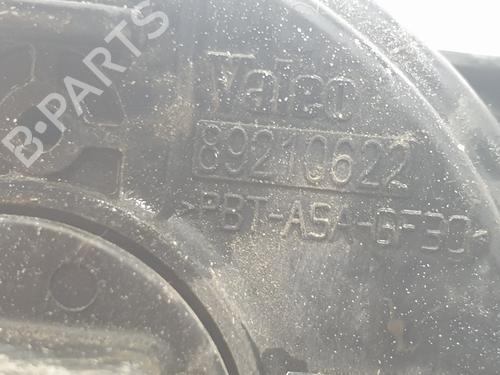 B-PARTS
Valeo
89210622
>PBT-ASA-GF30<